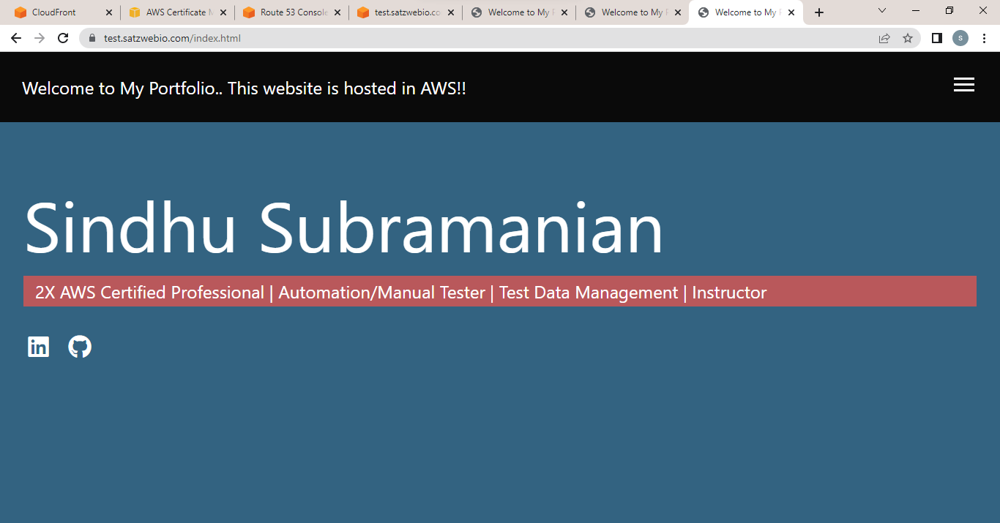 CloudFront
AWS Certificate M
Route 53 Console
test.satzwebio.co
Welcome to My P
Welcome to My P
Welcome to My P
test.satzwebio.com/index.html
s
Welcome to My Portfolio.. This website is hosted in AWS!!
Sindhu Subramanian
2X AWS Certified Professional | Automation/Manual Tester | Test Data Management | Instructor
in